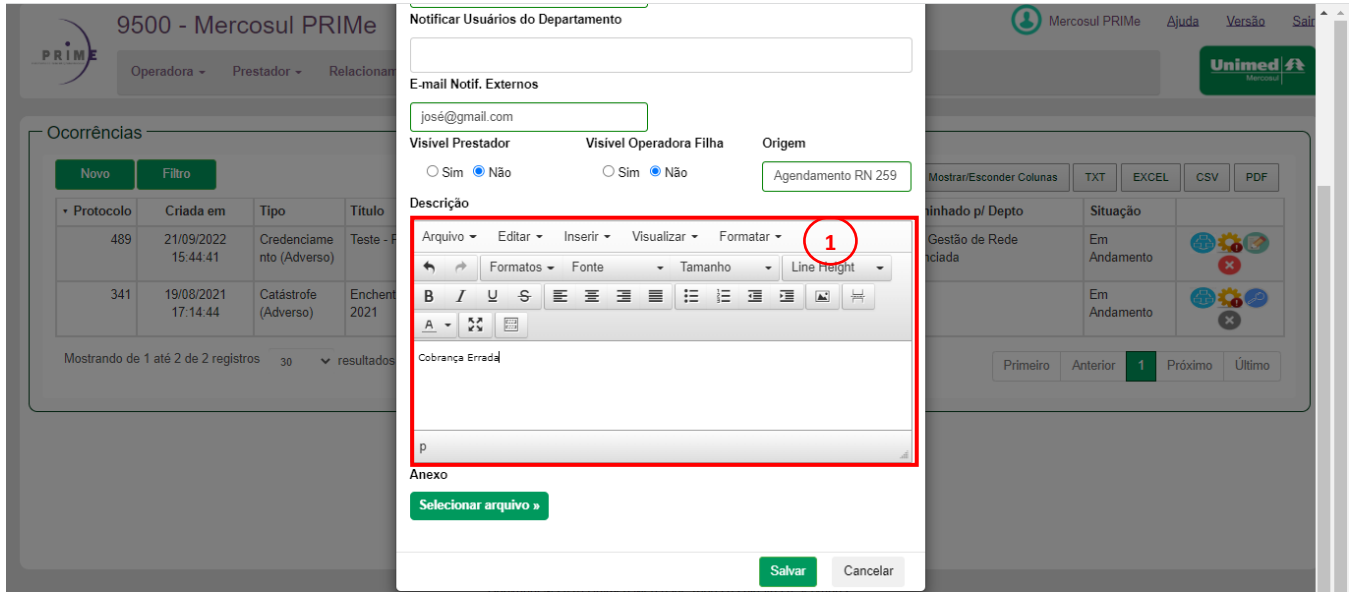 9500 - Mercosul PRIMe
PRIME
Mercosul PRIMe Ajuda Versão Sair
Operadora Prestador Relacionam
Unimed
Mercosul
Ocorrências
Novo Filtro
Mostrar/Esconder Colunas TXT EXCEL CSV PDF
Protocolo Criada em Tipo Título ninhado p/ Depto Situação
489 21/09/2022 15:44:41 Credenciame nto (Adverso) Teste - F Gestão de Rede nciada Em Andamento
341 19/08/2021 17:14:44 Catástrofe (Adverso) Enchent 2021 Em Andamento
Mostrando de 1 até 2 de 2 registros 30 resultados
Primeiro Anterior 1 Próximo Último
Notificar Usuários do Departamento
E-mail Notif. Externos
josé@gmail.com
Visível Prestador Visível Operadora Filha Origem
Sim Não Sim Não Agendamento RN 259
Descrição
Arquivo Editar Inserir Visualizar Formatar
1
Formatos Fonte Tamanho Line Height
B I U S
A
Cobrança Errada
p
Anexo
Selecionar arquivo »
Salvar Cancelar